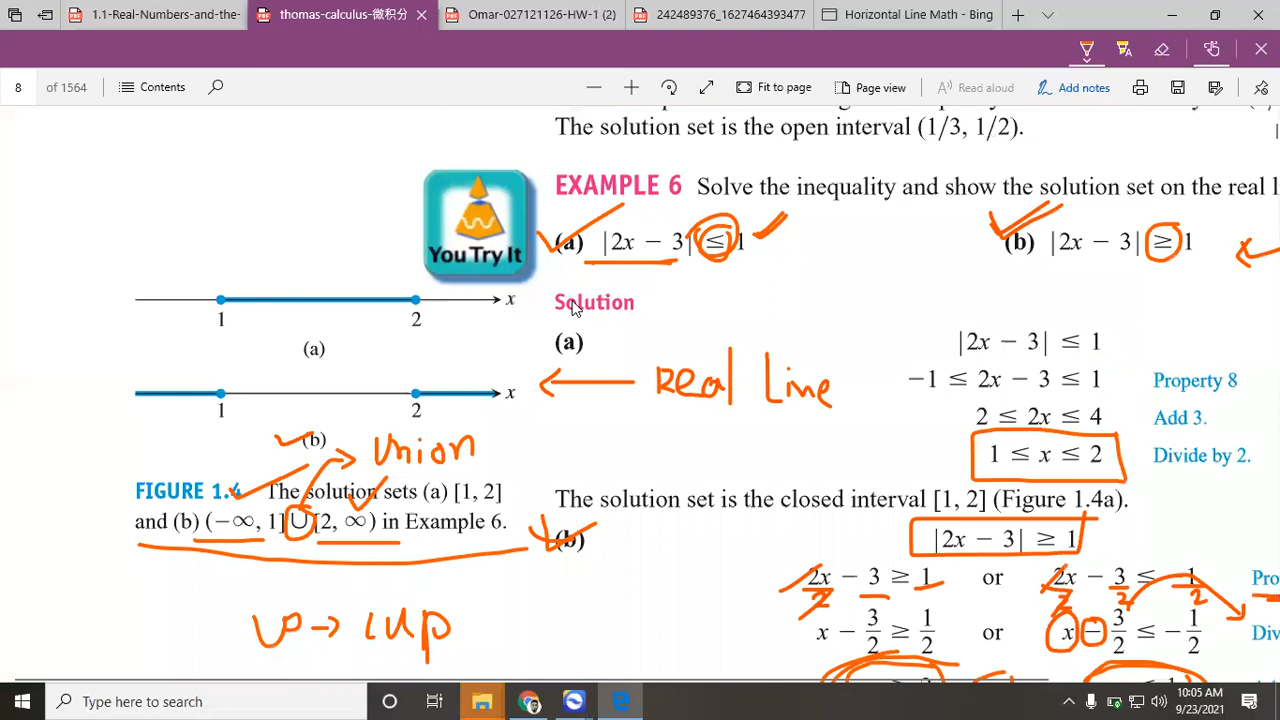 1.1-Real-Numbers-and-the-
thomas-calculus-微积分
Omar-037121126-HW-1 (2)
242489376_1627464303477
Horizontal Line Math - Bing
8 of 1564
Contents
Fit to page
Page view
Read aloud
Add notes
The solution set is the open interval (1/3, 1/2).
You Try It
EXAMPLE 6 Solve the inequality and show the solution set on the real l
(a) |2x − 3| ≤ 1
(b) |2x − 3| ≥ 1
Solution
1 2 x
(a)
1 2 x
(b)
Union
FIGURE 1.4 The solution sets (a) [1, 2]
and (b) (−∞, 1] ∪ [2, ∞) in Example 6.
cup
(a)
Real Line
|2x − 3| ≤ 1
−1 ≤ 2x − 3 ≤ 1 Property 8
2 ≤ 2x ≤ 4 Add 3.
1 ≤ x ≤ 2 Divide by 2.
The solution set is the closed interval [1, 2] (Figure 1.4a).
(b)
|2x − 3| ≥ 1
2x − 3 ≥ 1 or 2x − 3 ≤ −1 Pro
x − 3/2 ≥ 1/2 or x − 3/2 ≤ −1/2 Divi
Type here to search
10:05 AM
9/23/2021